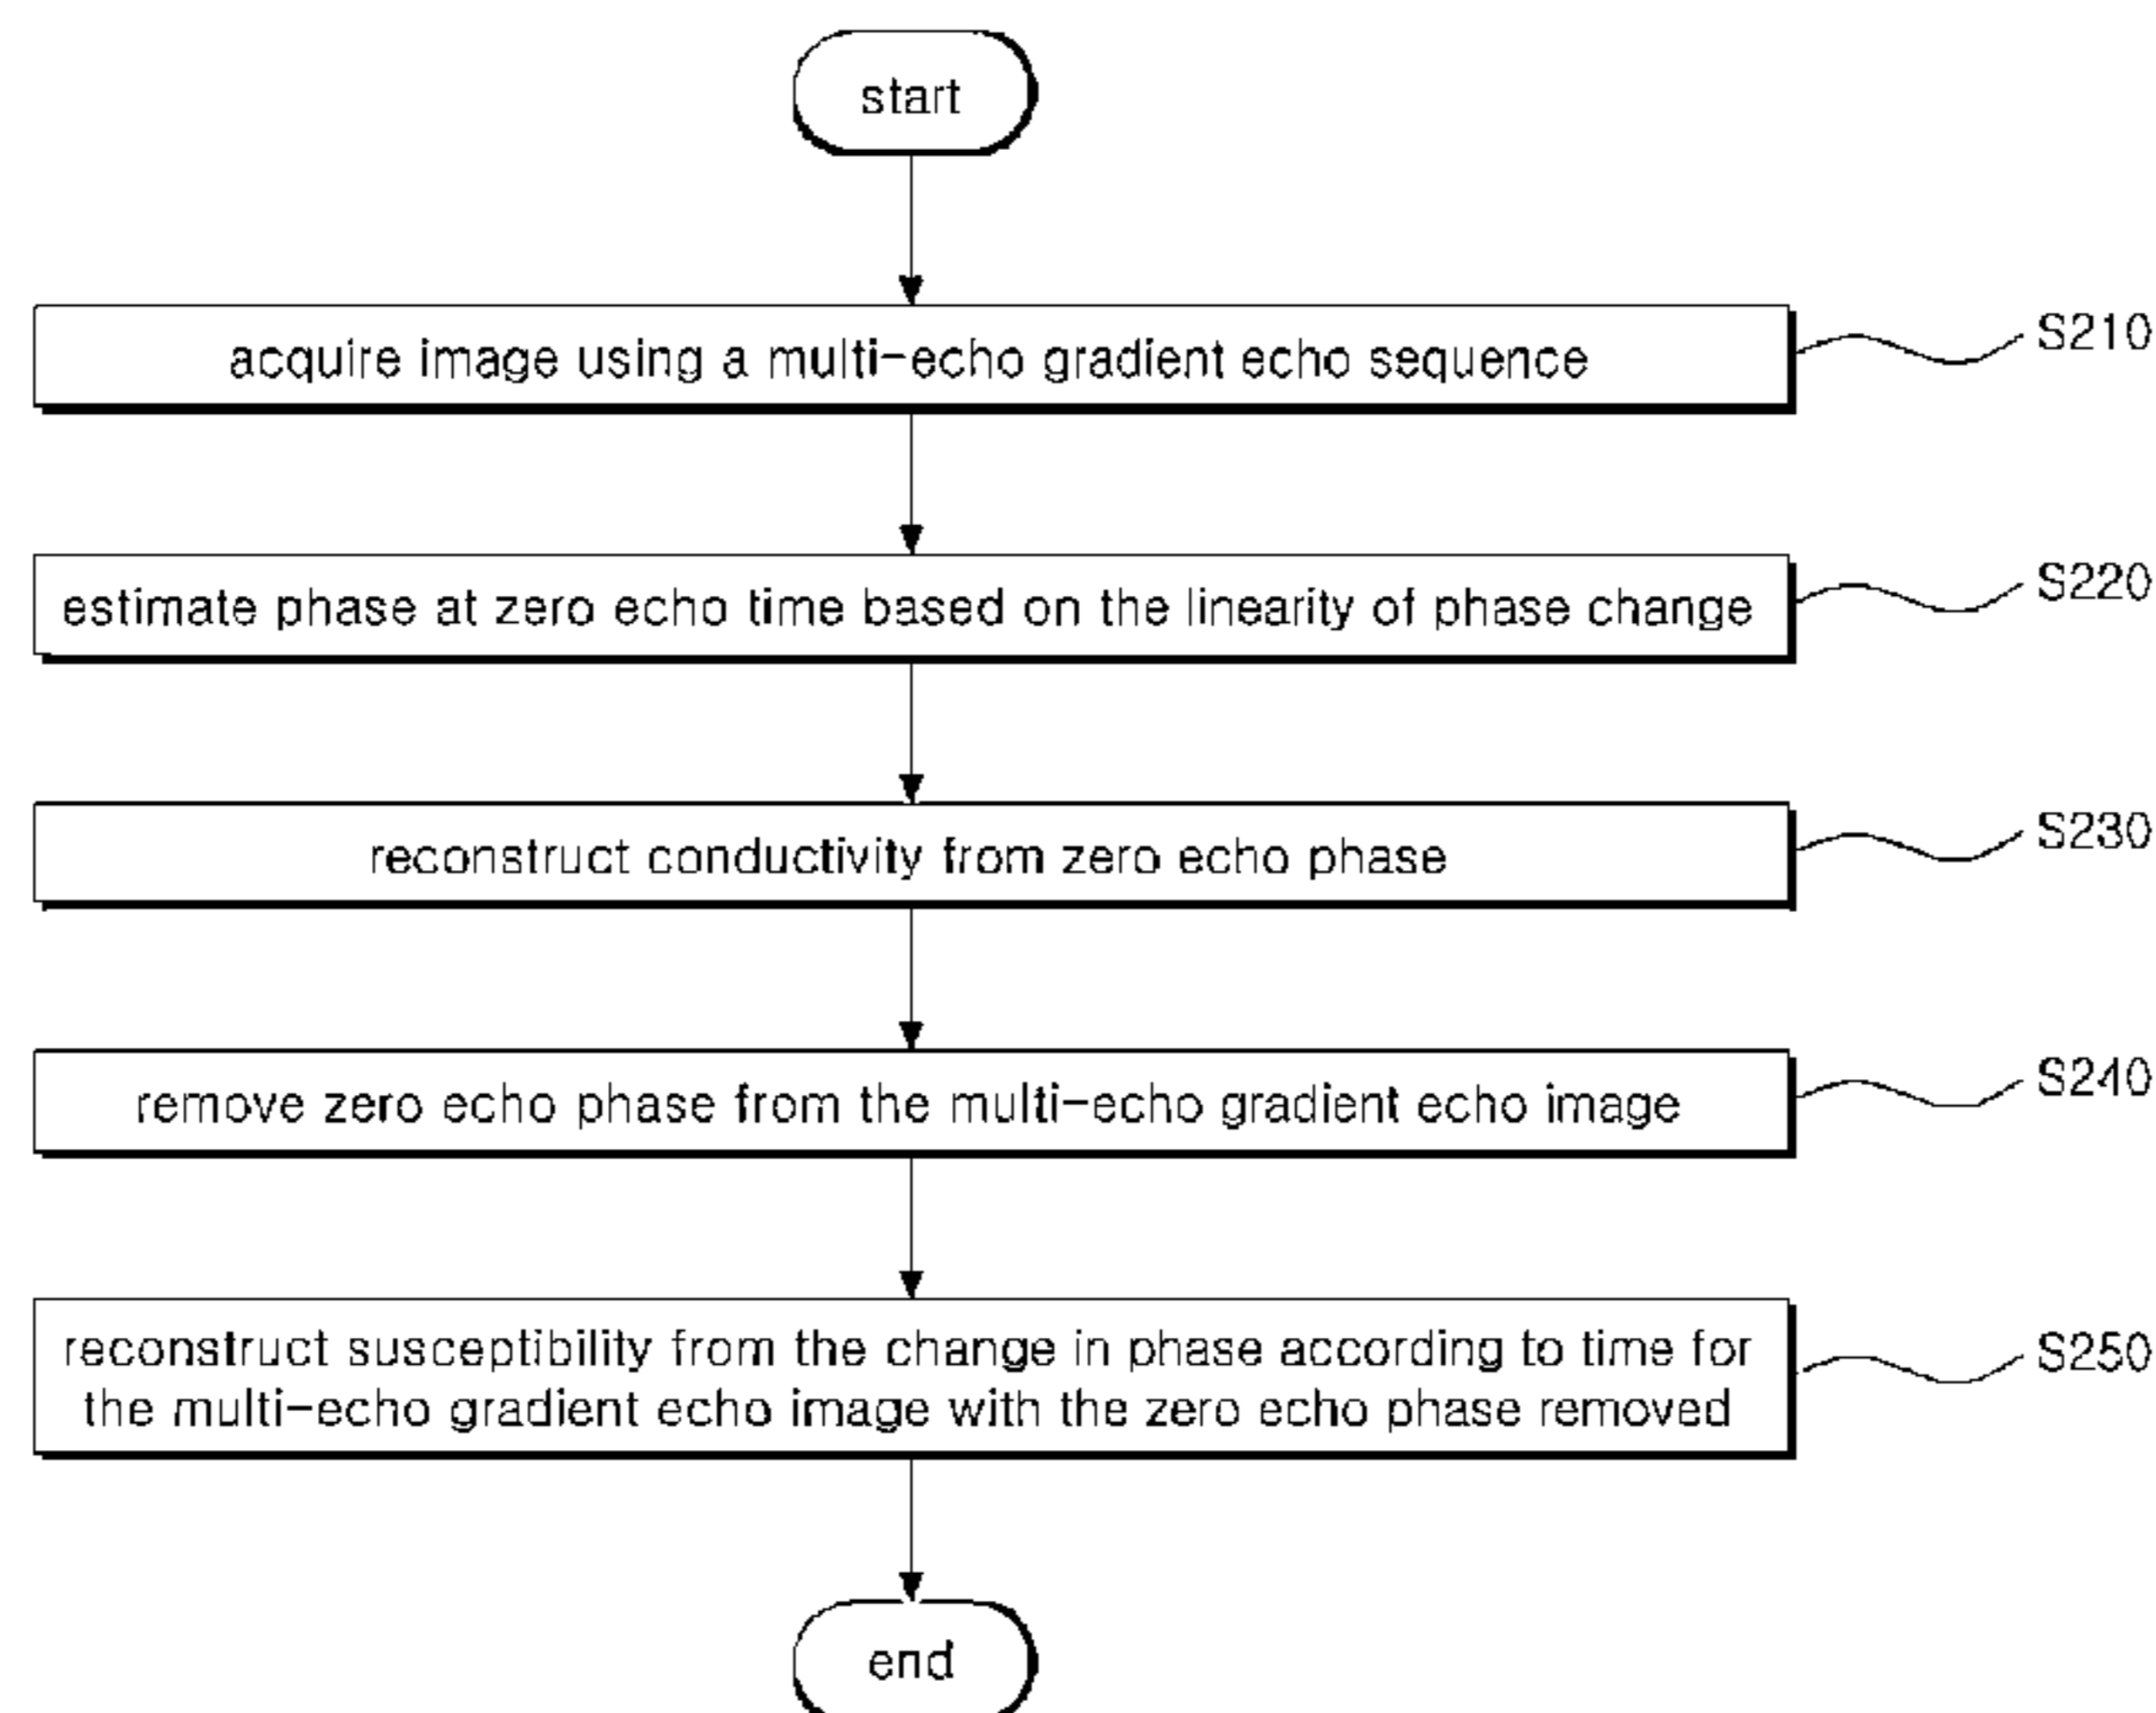 start
acquire image using a multi-echo gradient echo sequence
S210
estimate phase at zero echo time based on the linearity of phase change
S220
reconstruct conductivity from zero echo phase
S230
remove zero echo phase from the multi-echo gradient echo image
S240
reconstruct susceptibility from the change in phase according to time for
the multi-echo gradient echo image with the zero echo phase removed
S250
end